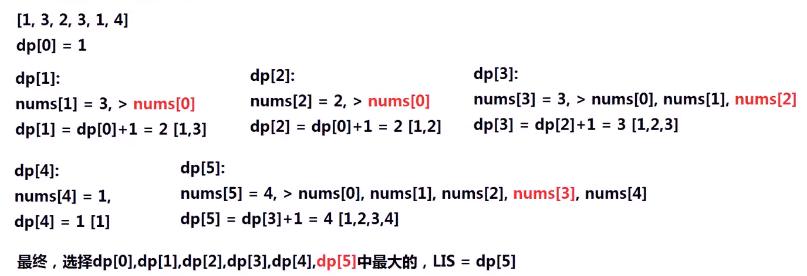 [1, 3, 2, 3, 1, 4]
dp[0] = 1
dp[1]:
nums[1] = 3, > nums[0]
dp[1] = dp[0]+1 = 2 [1,3]
dp[2]:
nums[2] = 2, > nums[0]
dp[2] = dp[0]+1 = 2 [1,2]
dp[3]:
nums[3] = 3, > nums[0], nums[1], nums[2]
dp[3] = dp[2]+1 = 3 [1,2,3]
dp[4]:
nums[4] = 1,
dp[4] = 1 [1]
dp[5]:
nums[5] = 4, > nums[0], nums[1], nums[2], nums[3], nums[4]
dp[5] = dp[3]+1 = 4 [1,2,3,4]
最终，选择dp[0],dp[1],dp[2],dp[3],dp[4],dp[5]中最大的，LIS = dp[5]